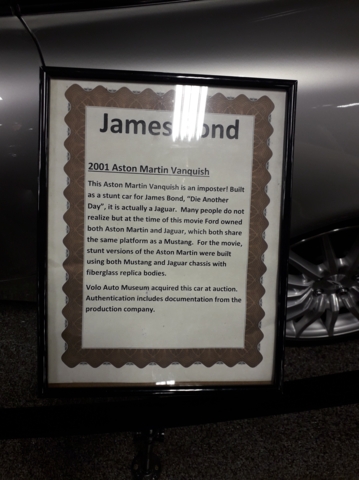 James Bond
2001 Aston Martin Vanquish
This Aston Martin Vanquish is an imposter! Built
as a stunt car for James Bond, "Die Another
Day", it is actually a Jaguar. Many people do not
realize but at the time of this movie Ford owned
both Aston Martin and Jaguar, which both share
the same platform as a Mustang. For the movie,
stunt versions of the Aston Martin were built
using both Mustang and Jaguar chassis with
fiberglass replica bodies.
Volo Auto Museum acquired this car at auction.
Authentication includes documentation from the
production company.